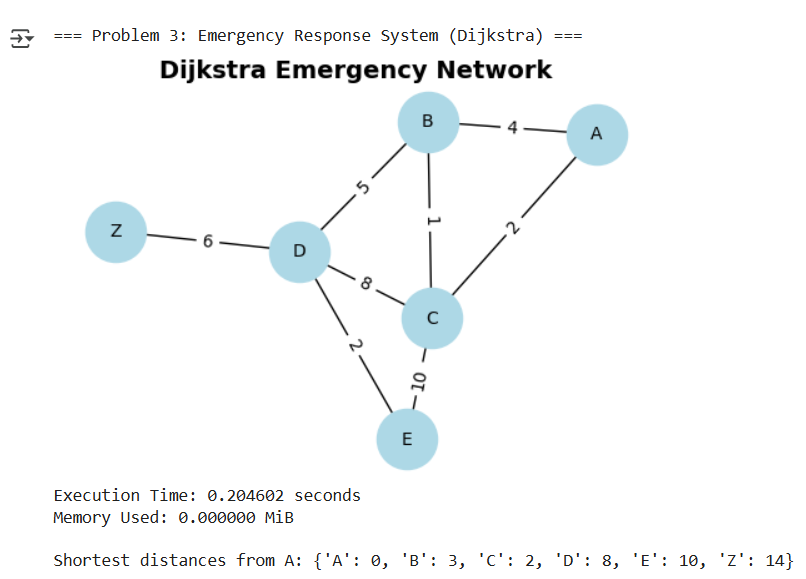 === Problem 3: Emergency Response System (Dijkstra) ===
Dijkstra Emergency Network
B
4
A
5
Z
6
D
1
2
8
C
2
10
E
Execution Time: 0.204602 seconds
Memory Used: 0.000000 MiB
Shortest distances from A: {'A': 0, 'B': 3, 'C': 2, 'D': 8, 'E': 10, 'Z': 14}